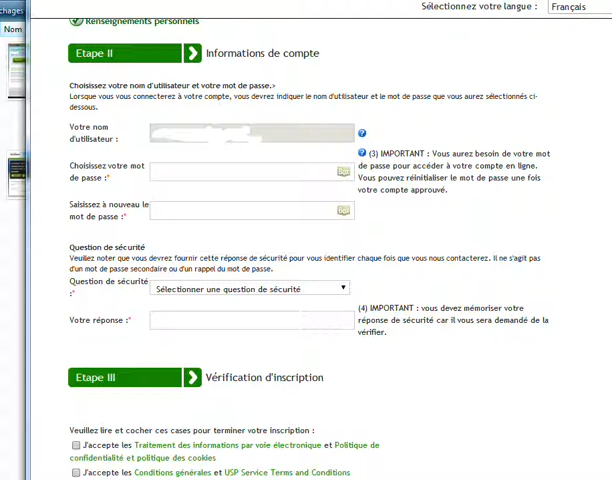 Sélectionnez votre langue : Français
chages
Nom
Renseignements personnels
Etape II Informations de compte
Choisissez votre nom d'utilisateur et votre mot de passe.>
Lorsque vous vous connecterez à votre compte, vous devrez indiquer le nom d'utilisateur et le mot de passe que vous aurez sélectionnés ci-
dessous.
Votre nom
d'utilisateur :
Choisissez votre mot
de passe :*
(3) IMPORTANT : Vous aurez besoin de votre mot
de passe pour accéder à votre compte en ligne.
Vous pouvez réinitialiser le mot de passe une fois
votre compte approuvé.
Saisissez à nouveau le
mot de passe :*
Question de sécurité
Veuillez noter que vous devrez fournir cette réponse de sécurité pour vous identifier chaque fois que vous nous contacterez. Il ne s'agit pas
d'un mot de passe secondaire ou d'un rappel du mot de passe.
Question de sécurité
:*
Sélectionner une question de sécurité
Votre réponse :*
(4) IMPORTANT : vous devez mémoriser votre
réponse de sécurité car il vous sera demandé de la
vérifier.
Etape III Vérification d'inscription
Veuillez lire et cocher ces cases pour terminer votre inscription :
J'accepte les Traitement des informations par voie électronique et Politique de
confidentialité et politique des cookies
J'accepte les Conditions générales et USP Service Terms and Conditions